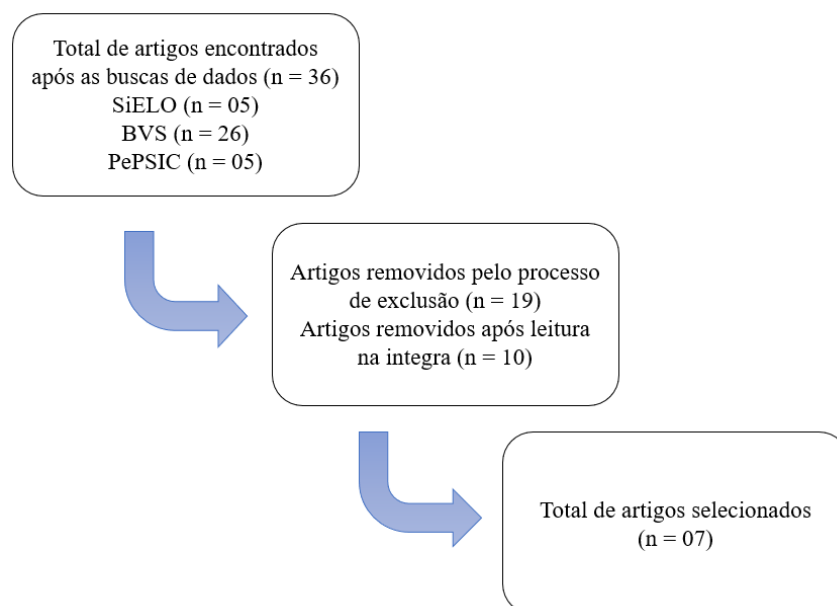 Total de artigos encontrados
após as buscas de dados (n = 36)
SiELO (n = 05)
BVS (n = 26)
PePSIC (n = 05)
Artigos removidos pelo processo
de exclusão (n = 19)
Artigos removidos após leitura
na integra (n = 10)
Total de artigos selecionados
(n = 07)